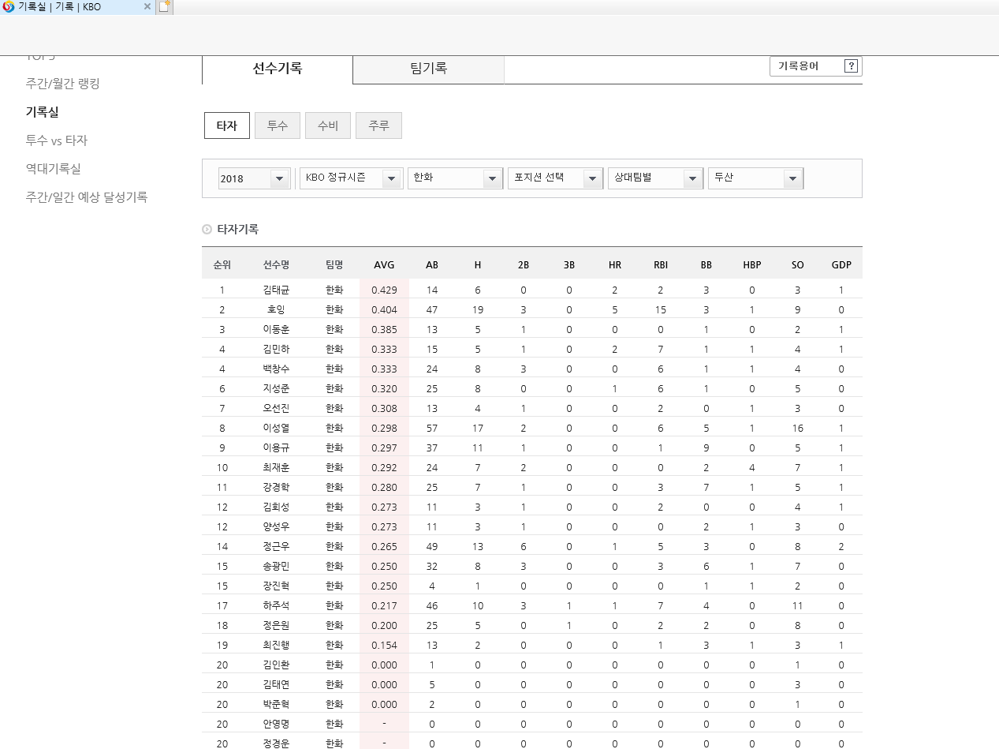 기록실 | 기록 | KBO
TOP5
선수기록 팀기록 기록용어 ?
주간/월간 랭킹
기록실
투수 vs 타자
역대기록실
주간/일간 예상 달성기록
타자 투수 수비 주루
2018 KBO 정규시즌 한화 포지션 선택 상대팀별 두산
타자기록
순위 선수명 팀명 AVG AB H 2B 3B HR RBI BB HBP SO GDP
1 김태균 한화 0.429 14 6 0 0 2 2 3 0 3 1
2 호잉 한화 0.404 47 19 3 0 5 15 3 1 9 0
3 이동훈 한화 0.385 13 5 1 0 0 0 1 0 2 1
4 김민하 한화 0.333 15 5 1 0 2 7 1 1 4 1
4 백창수 한화 0.333 24 8 3 0 0 6 1 1 4 0
6 지성준 한화 0.320 25 8 0 0 1 6 1 0 5 0
7 오선진 한화 0.308 13 4 1 0 0 2 0 1 3 0
8 이성열 한화 0.298 57 17 2 0 0 6 5 1 16 1
9 이용규 한화 0.297 37 11 1 0 0 1 9 0 5 1
10 최재훈 한화 0.292 24 7 2 0 0 0 2 4 7 1
11 강경학 한화 0.280 25 7 1 0 0 3 7 1 5 1
12 김회성 한화 0.273 11 3 1 0 0 2 0 0 4 1
12 양성우 한화 0.273 11 3 1 0 0 0 2 1 3 0
14 정근우 한화 0.265 49 13 6 0 1 5 3 0 8 2
15 송광민 한화 0.250 32 8 3 0 0 3 6 1 7 0
15 장진혁 한화 0.250 4 1 0 0 0 0 1 1 2 0
17 하주석 한화 0.217 46 10 3 1 1 7 4 0 11 0
18 정은원 한화 0.200 25 5 0 1 0 2 2 0 8 0
19 최진행 한화 0.154 13 2 0 0 0 1 3 1 3 1
20 김인환 한화 0.000 1 0 0 0 0 0 0 0 1 0
20 김태연 한화 0.000 5 0 0 0 0 0 0 0 3 0
20 박준혁 한화 0.000 2 0 0 0 0 0 0 0 1 0
20 안영명 한화 - 0 0 0 0 0 0 0 0 0 0
20 정경운 한화 - 0 0 0 0 0 0 0 0 0 0